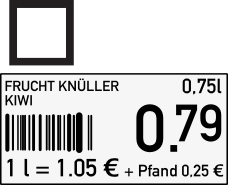 FRUCHT KNÜLLER 0,75l
KIWI
0.79
1 l = 1.05 € + Pfand 0,25 €